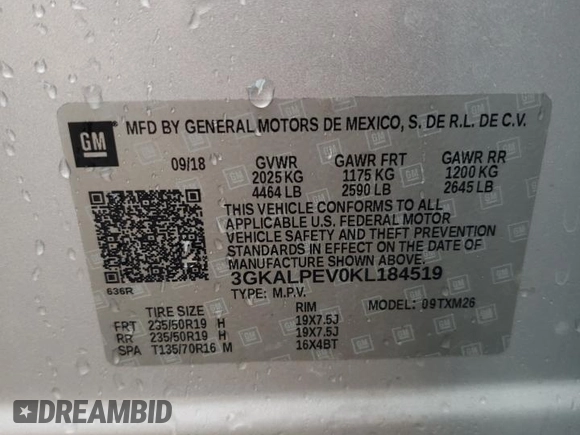 GM
MFD BY GENERAL MOTORS DE MEXICO, S. DE R.L. DE C.V.
09/18 GVWR GAWR FRT GAWR RR
2025 KG 1175 KG 1200 KG
4464 LB 2590 LB 2645 LB
THIS VEHICLE CONFORMS TO ALL
APPLICABLE U.S. FEDERAL MOTOR
VEHICLE SAFETY AND THEFT PREVENTION
STANDARDS IN EFFECT ON THE DATE
OF MANUFACTURE SHOWN ABOVE.
636R 3GKALPEV0KL184519
TYPE: M.P.V. MODEL: 09TXM26
TIRE SIZE RIM
FRT 235/50R19 H 19X7.5J
RR 235/50R19 H 19X7.5J
SPA T135/70R16 M 16X4BT
DREAMBID